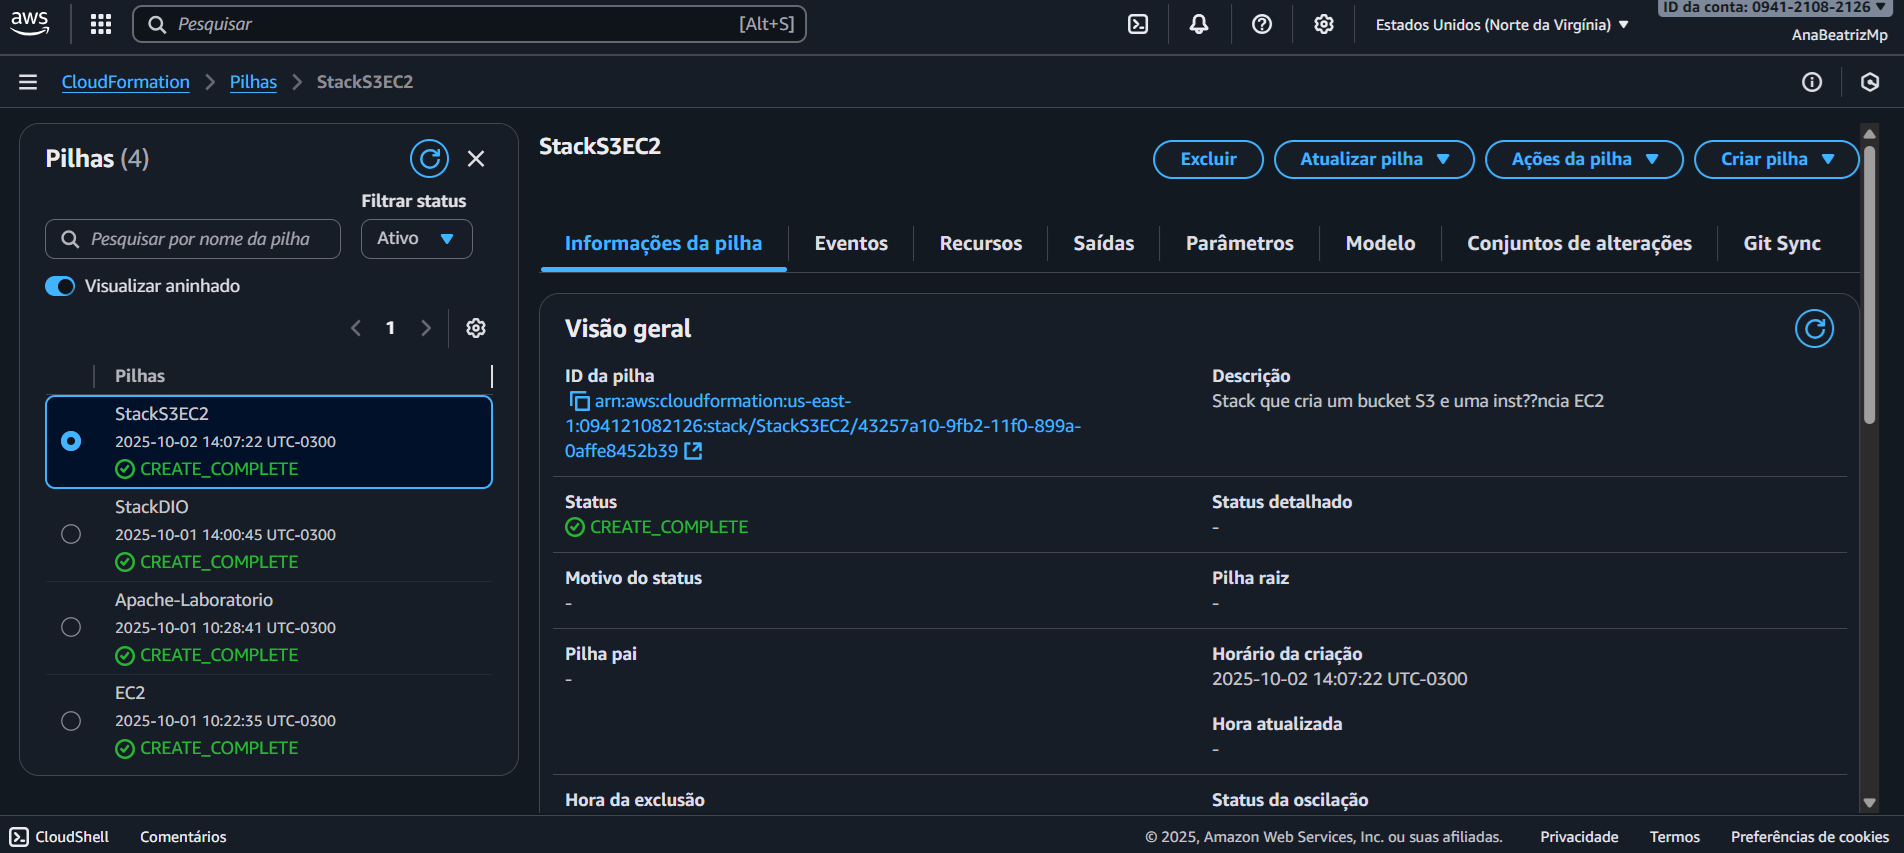 aws
Pesquisar [Alt+S]
Estados Unidos (Norte da Virgínia)
ID da conta: 0941-2108-2126
AnaBeatrizMp
CloudFormation > Pilhas > StackS3EC2
Pilhas (4)
Filtrar status
Pesquisar por nome da pilha
Ativo
Visualizar aninhado
1
Pilhas
StackS3EC2
2025-10-02 14:07:22 UTC-0300
CREATE_COMPLETE
StackDIO
2025-10-01 14:00:45 UTC-0300
CREATE_COMPLETE
Apache-Laboratorio
2025-10-01 10:28:41 UTC-0300
CREATE_COMPLETE
EC2
2025-10-01 10:22:35 UTC-0300
CREATE_COMPLETE
StackS3EC2
Excluir Atualizar pilha Ações da pilha Criar pilha
Informações da pilha Eventos Recursos Saídas Parâmetros Modelo Conjuntos de alterações Git Sync
Visão geral
ID da pilha
arn:aws:cloudformation:us-east-
1:094121082126:stack/StackS3EC2/43257a10-9fb2-11f0-899a-
0affe8452b39
Descrição
Stack que cria um bucket S3 e uma inst??ncia EC2
Status
CREATE_COMPLETE
Status detalhado
-
Motivo do status
-
Pilha raiz
-
Pilha pai
-
Horário da criação
2025-10-02 14:07:22 UTC-0300
Hora atualizada
-
Hora da exclusão
Status da oscilação
CloudShell Comentários
© 2025, Amazon Web Services, Inc. ou suas afiliadas. Privacidade Termos Preferências de cookies